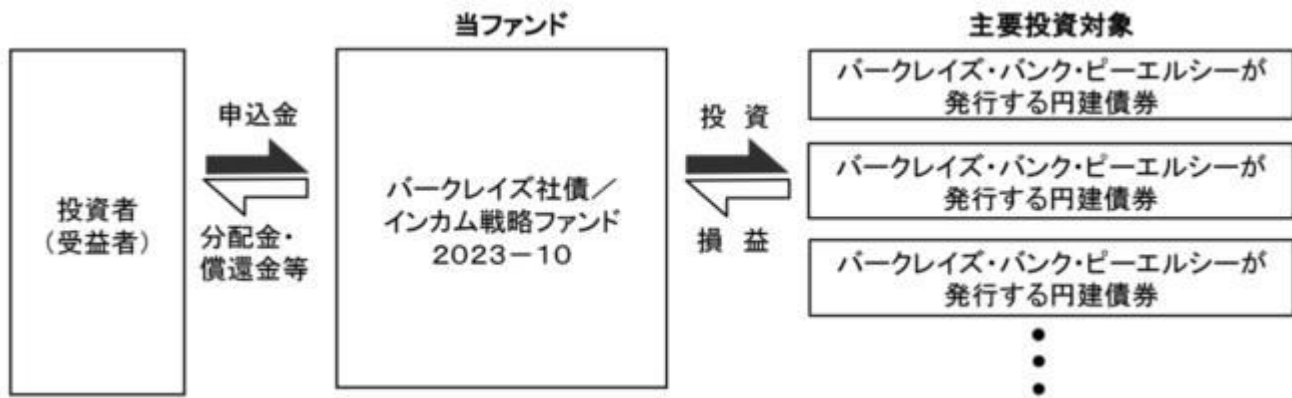 当ファンド
主要投資対象
投資者
（受益者）
申込金
分配金・
償還金等
バークレイズ社債／
インカム戦略ファンド
２０２３－１０
投 資
損 益
バークレイズ・バンク・ピーエルシーが
発行する円建債券
バークレイズ・バンク・ピーエルシーが
発行する円建債券
バークレイズ・バンク・ピーエルシーが
発行する円建債券